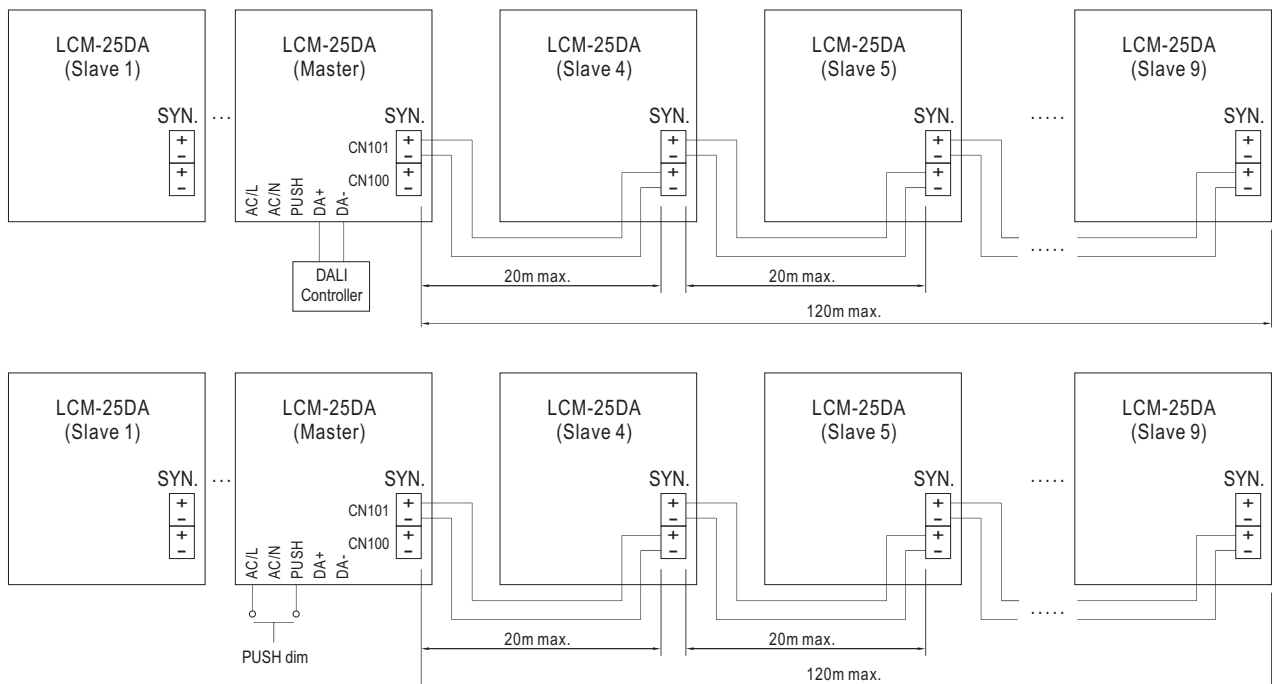 LCM-25DA
(Slave 1)
SYN.
+
-
+
-
...
LCM-25DA
(Master)
SYN.
CN101
+
-
CN100
+
-
AC/L
AC/N
PUSH
DA+
DA-
DALI
Controller
LCM-25DA
(Slave 4)
SYN.
+
-
+
-
LCM-25DA
(Slave 5)
SYN.
+
-
+
-
.....
.....
LCM-25DA
(Slave 9)
SYN.
+
-
+
-
20m max.
20m max.
120m max.
LCM-25DA
(Slave 1)
SYN.
+
-
+
-
...
LCM-25DA
(Master)
SYN.
CN101
+
-
CN100
+
-
AC/L
AC/N
PUSH
DA+
DA-
PUSH dim
LCM-25DA
(Slave 4)
SYN.
+
-
+
-
LCM-25DA
(Slave 5)
SYN.
+
-
+
-
.....
.....
LCM-25DA
(Slave 9)
SYN.
+
-
+
-
20m max.
20m max.
120m max.